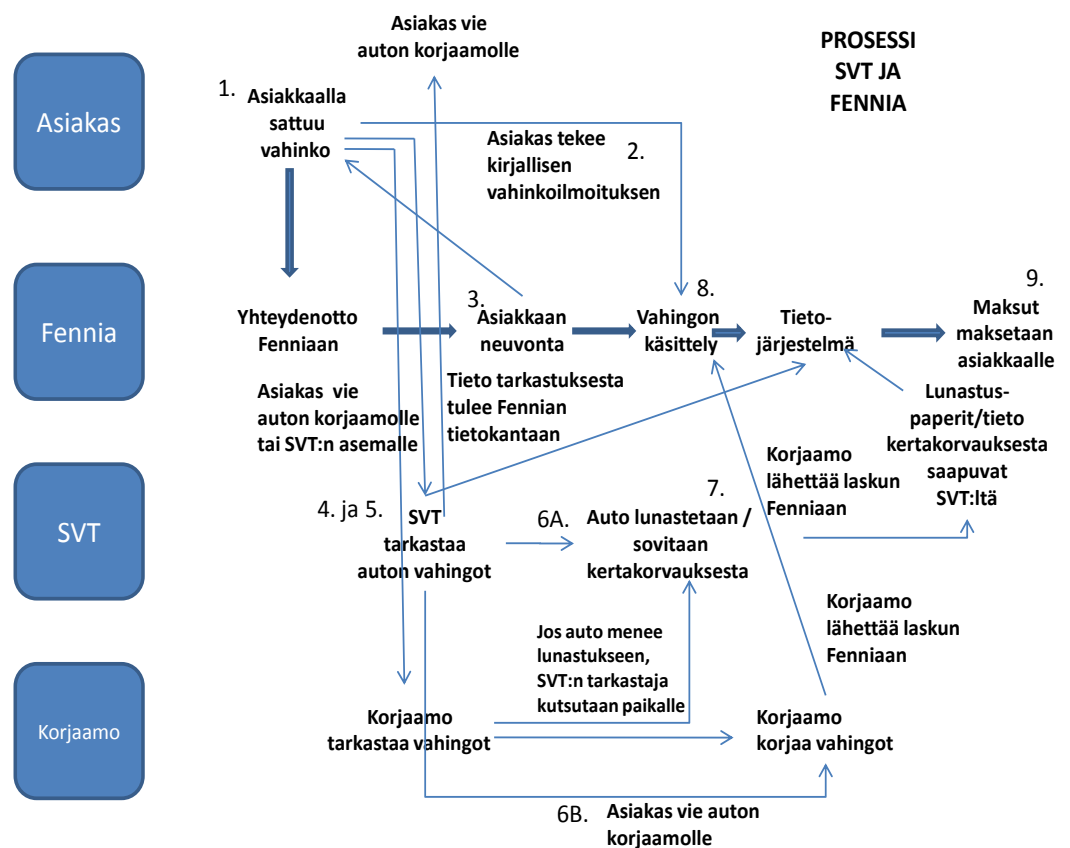 Asiakas vie
auton korjaamolle
PROSESSI
SVT JA
FENNIA
Asiakas
1.
Asiakkaalla
sattuu
vahinko
Asiakas tekee
kirjallisen
vahinkoilmoituksen
2.
Fennia
Yhteydenotto
Fenniaan
3.
Asiakkaan
neuvonta
8.
Vahingon
käsittely
Tieto-
järjestelmä
9.
Maksut
maksetaan
asiakkaalle
Asiakas vie
auton korjaamolle
tai SVT:n asemalle
Tieto tarkastuksesta
tulee Fennian
tietokantaan
Lunastus-
paperit/tieto
kertakorvauksesta
saapuvat
SVT:ltä
Korjaamo
lähettää laskun
Fenniaan
SVT
4. ja 5.
SVT
tarkastaa
auton vahingot
6A.
7.
Auto lunastetaan /
sovitaan
kertakorvauksesta
Korjaamo
lähettää laskun
Fenniaan
Jos auto menee
lunastukseen,
SVT:n tarkastaja
kutsutaan paikalle
Korjaamo
Korjaamo
tarkastaa vahingot
Korjaamo
korjaa vahingot
6B.
Asiakas vie auton
korjaamolle